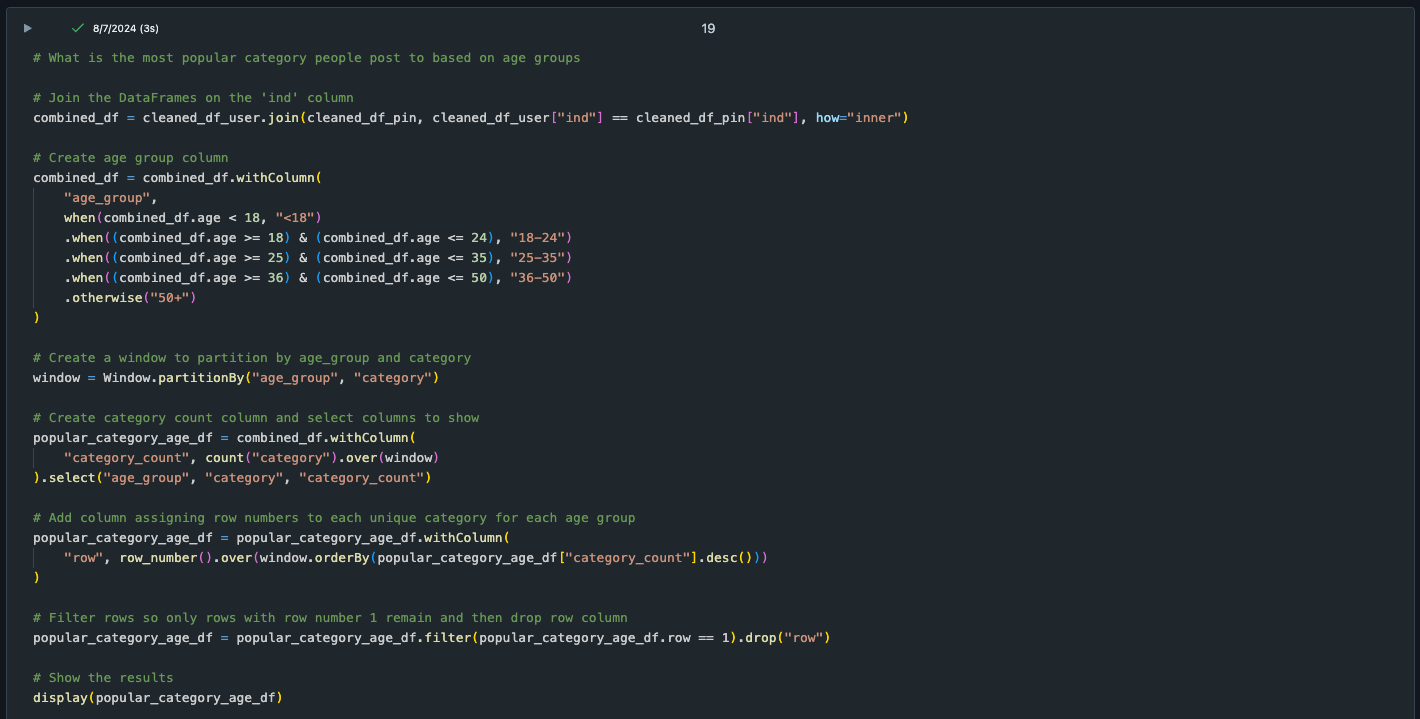 8/7/2024 (3s)
19
# What is the most popular category people post to based on age groups
# Join the DataFrames on the 'ind' column
combined_df = cleaned_df_user.join(cleaned_df_pin, cleaned_df_user["ind"] == cleaned_df_pin["ind"], how="inner")
# Create age group column
combined_df = combined_df.withColumn(
    "age_group",
    when(combined_df.age < 18, "<18")
    .when((combined_df.age >= 18) & (combined_df.age <= 24), "18-24")
    .when((combined_df.age >= 25) & (combined_df.age <= 35), "25-35")
    .when((combined_df.age >= 36) & (combined_df.age <= 50), "36-50")
    .otherwise("50+")
)
# Create a window to partition by age_group and category
window = Window.partitionBy("age_group", "category")
# Create category count column and select columns to show
popular_category_age_df = combined_df.withColumn(
    "category_count", count("category").over(window)
).select("age_group", "category", "category_count")
# Add column assigning row numbers to each unique category for each age group
popular_category_age_df = popular_category_age_df.withColumn(
    "row", row_number().over(window.orderBy(popular_category_age_df["category_count"].desc()))
)
# Filter rows so only rows with row number 1 remain and then drop row column
popular_category_age_df = popular_category_age_df.filter(popular_category_age_df.row == 1).drop("row")
# Show the results
display(popular_category_age_df)